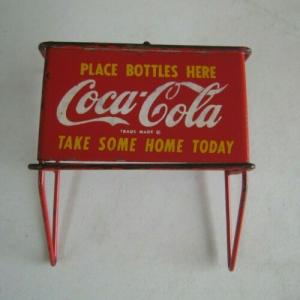 PLACE BOTTLES HERE
Coca-Cola
TRADE MARK ®
TAKE SOME HOME TODAY